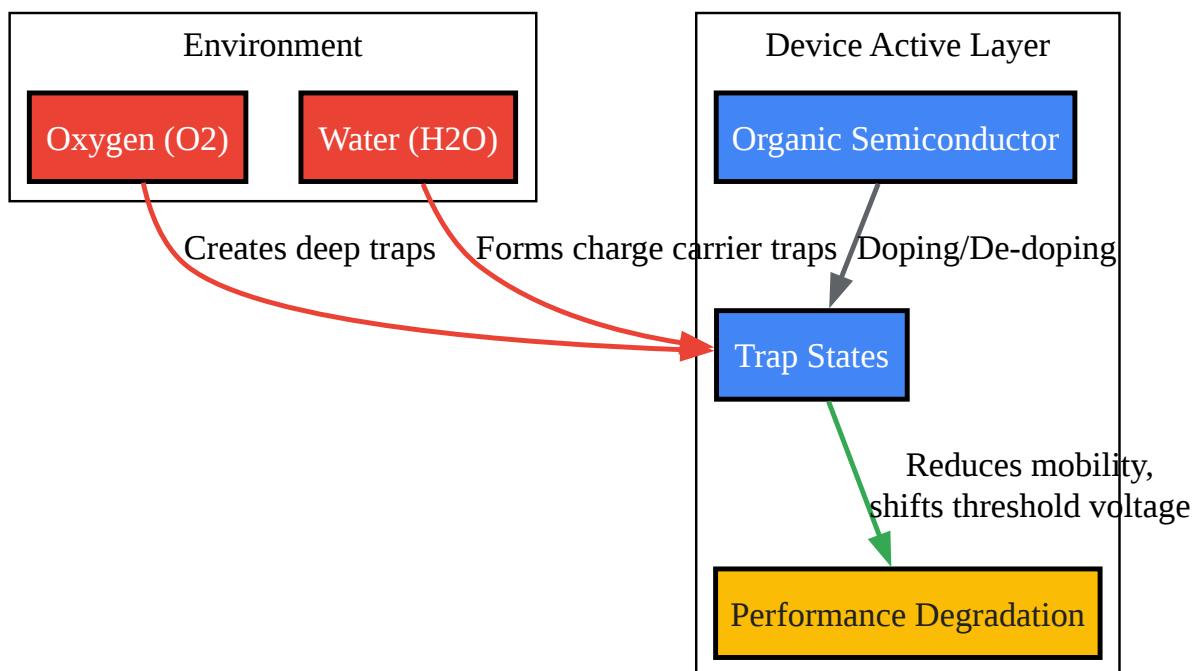 Environment
Device Active Layer
Oxygen (O2)
Water (H2O)
Organic Semiconductor
Creates deep traps
Forms charge carrier traps
Doping/De-doping
Trap States
Reduces mobility,
shifts threshold voltage
Performance Degradation